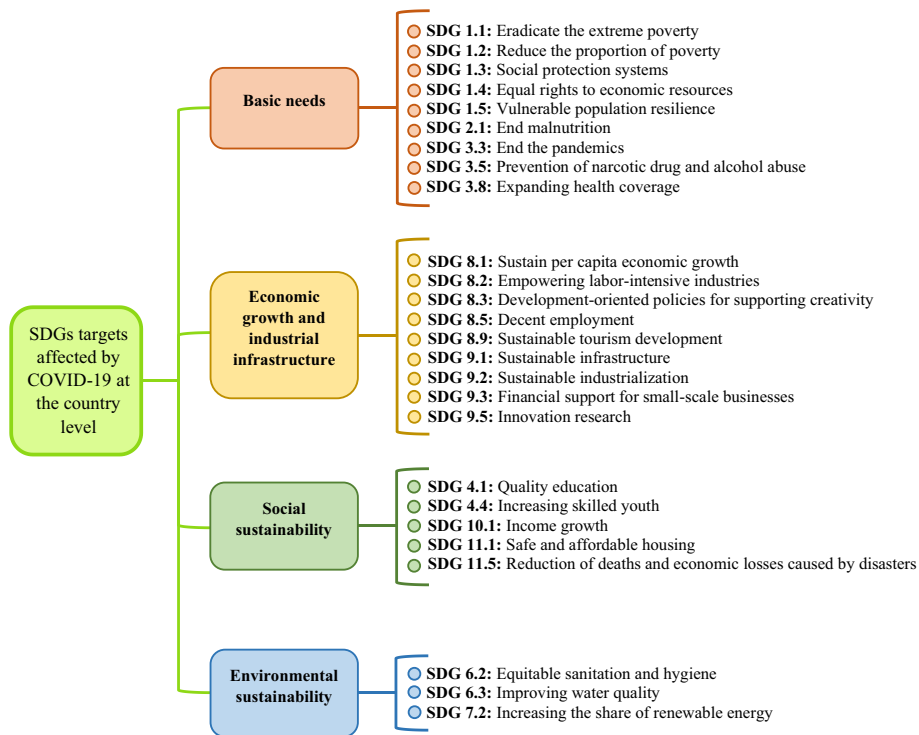 SDGs targets
affected by
COVID-19 at
the country
level
Basic needs
SDG 1.1: Eradicate the extreme poverty
SDG 1.2: Reduce the proportion of poverty
SDG 1.3: Social protection systems
SDG 1.4: Equal rights to economic resources
SDG 1.5: Vulnerable population resilience
SDG 2.1: End malnutrition
SDG 3.3: End the pandemics
SDG 3.5: Prevention of narcotic drug and alcohol abuse
SDG 3.8: Expanding health coverage
Economic
growth and
industrial
infrastructure
SDG 8.1: Sustain per capita economic growth
SDG 8.2: Empowering labor-intensive industries
SDG 8.3: Development-oriented policies for supporting creativity
SDG 8.5: Decent employment
SDG 8.9: Sustainable tourism development
SDG 9.1: Sustainable infrastructure
SDG 9.2: Sustainable industrialization
SDG 9.3: Financial support for small-scale businesses
SDG 9.5: Innovation research
Social
sustainability
SDG 4.1: Quality education
SDG 4.4: Increasing skilled youth
SDG 10.1: Income growth
SDG 11.1: Safe and affordable housing
SDG 11.5: Reduction of deaths and economic losses caused by disasters
Environmental
sustainability
SDG 6.2: Equitable sanitation and hygiene
SDG 6.3: Improving water quality
SDG 7.2: Increasing the share of renewable energy